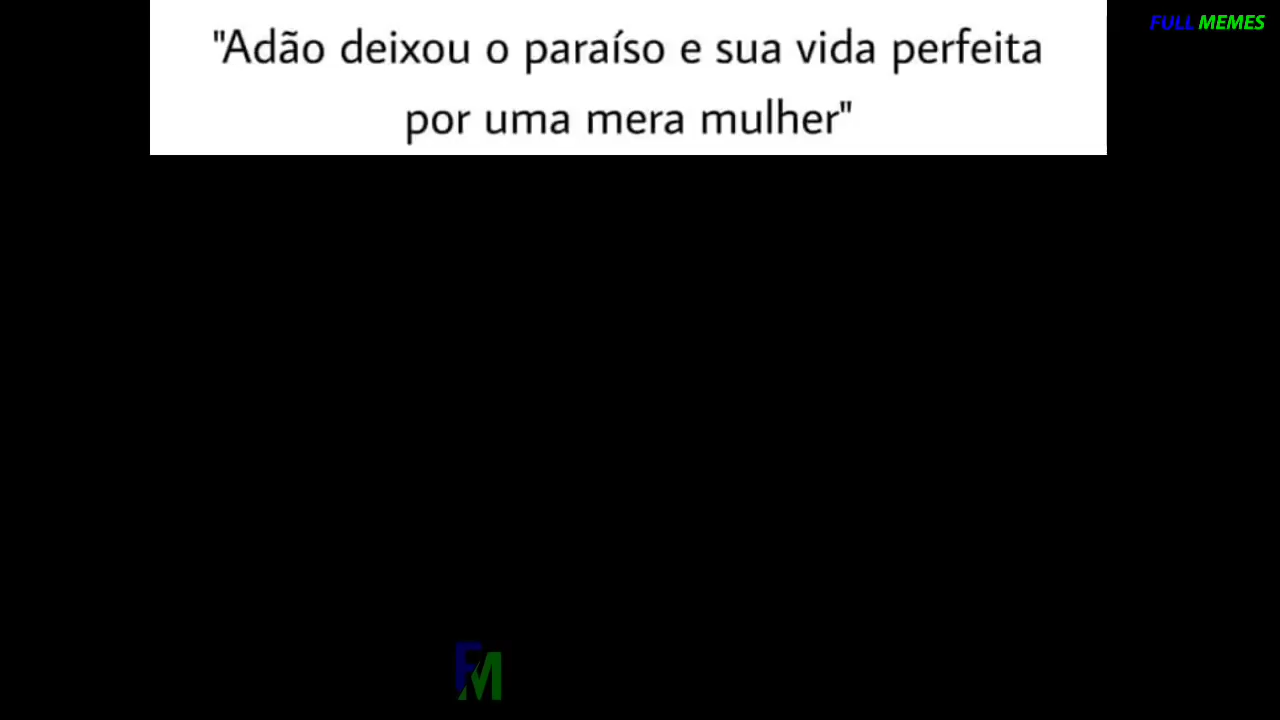 FULL MEMES
"Adão deixou o paraíso e sua vida perfeita
por uma mera mulher"
FM